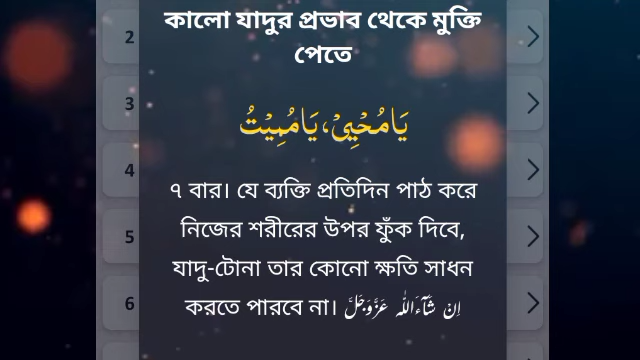 কালো যাদুর প্রভাব থেকে মুক্তি
পেতে
يَامُحْيِىْ، يَامُمِيْتُ
৭ বার। যে ব্যক্তি প্রতিদিন পাঠ করে
নিজের শরীরের উপর ফুঁক দিবে,
যাদু-টোনা তার কোনো ক্ষতি সাধন
করতে পারবে না। اِنْ شَآءَاللّٰہ عَزَّوَجَلَّ
2
3
4
5
6